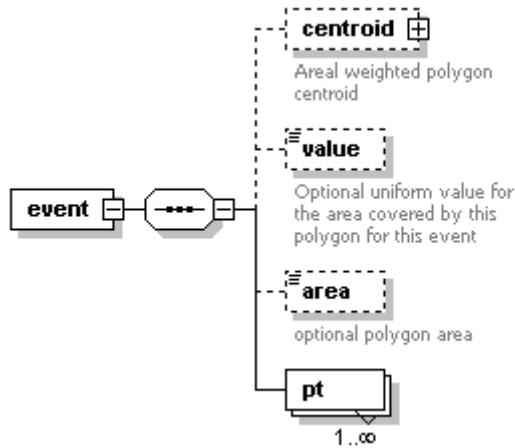 centroid
Areal weighted polygon
centroid
value
Optional uniform value for
the area covered by this
polygon for this event
event
area
optional polygon area
pt
1..∞